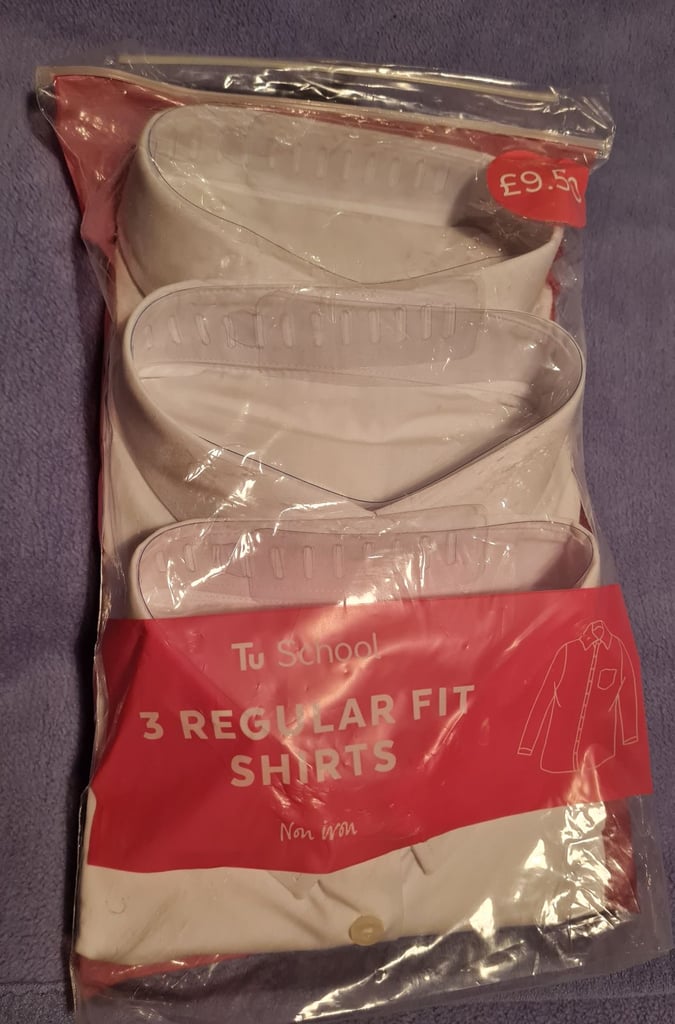 £9.50
Tu School
3 REGULAR FIT
SHIRTS
Non iron